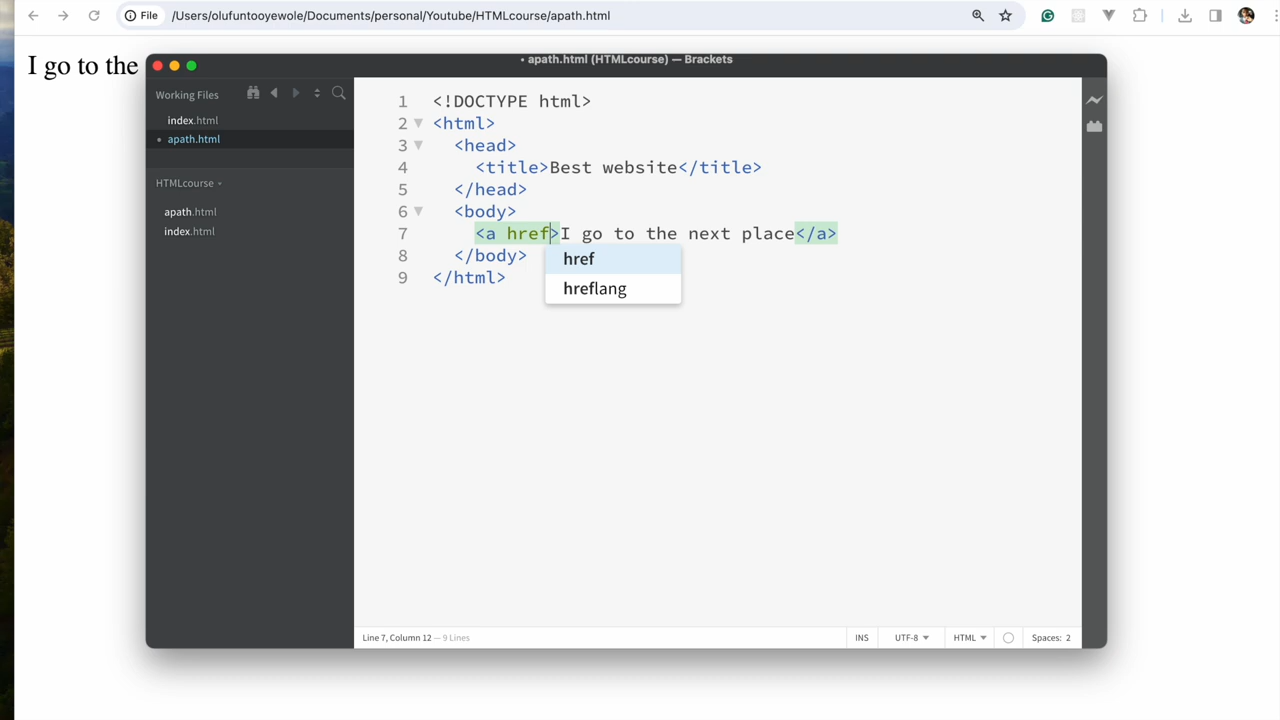 File /Users/olufuntooyewole/Documents/personal/Youtube/HTMLcourse/apath.html
I go to the
• apath.html (HTMLcourse) — Brackets
Working Files
index.html
• apath.html
HTMLcourse
apath.html
index.html
1 <!DOCTYPE html>
2 <html>
3 <head>
4 <title>Best website</title>
5 </head>
6 <body>
7 <a href>I go to the next place</a>
8 </body>
9 </html>
href
hreflang
Line 7, Column 12 — 9 Lines
INS UTF-8 HTML Spaces: 2